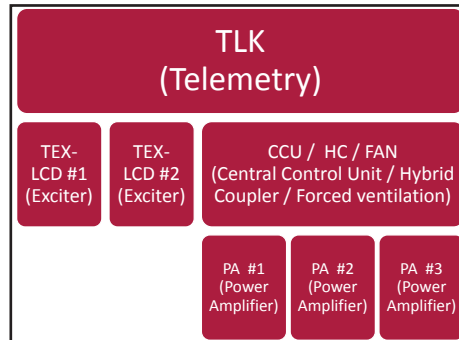 TLK
(Telemetry)
TEX-
LCD #1
(Exciter)
TEX-
LCD #2
(Exciter)
CCU / HC / FAN
(Central Control Unit / Hybrid
Coupler / Forced ventilation)
PA #1
(Power
Amplifier)
PA #2
(Power
Amplifier)
PA #3
(Power
Amplifier)